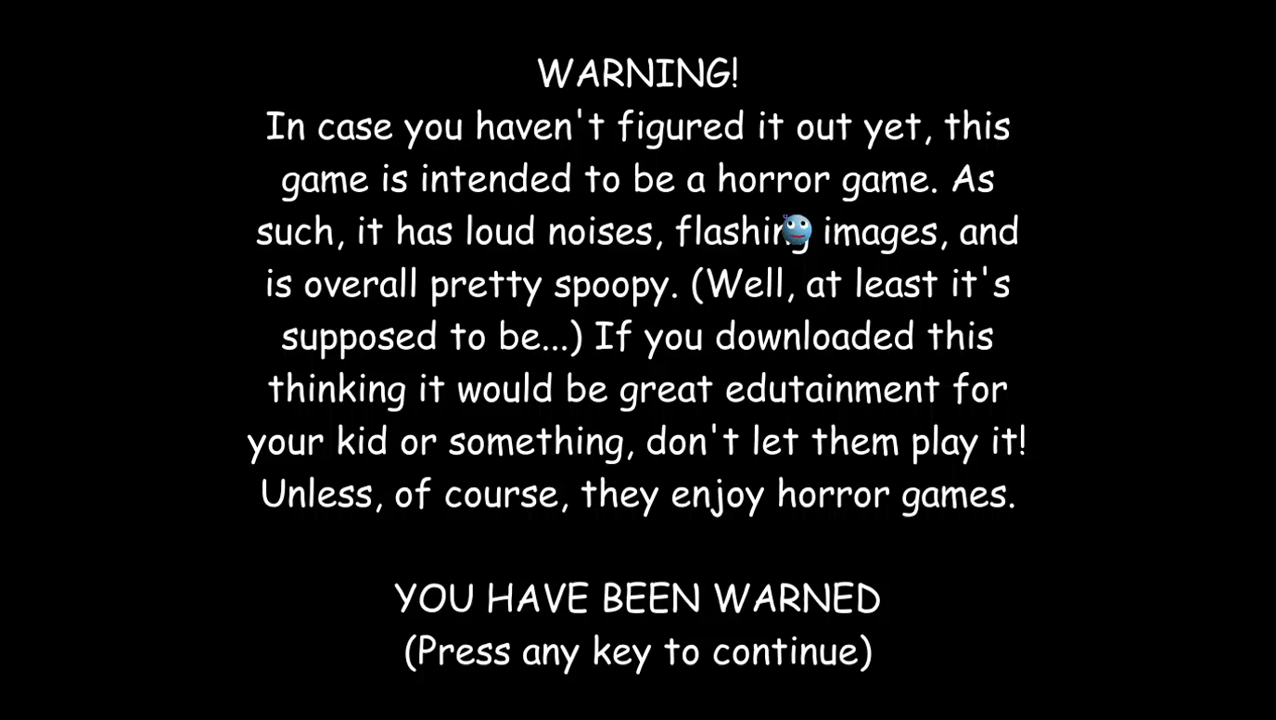 WARNING!
In case you haven't figured it out yet, this
game is intended to be a horror game. As
such, it has loud noises, flashing images, and
is overall pretty spoopy. (Well, at least it's
supposed to be...) If you downloaded this
thinking it would be great edutainment for
your kid or something, don't let them play it!
Unless, of course, they enjoy horror games.
YOU HAVE BEEN WARNED
(Press any key to continue)